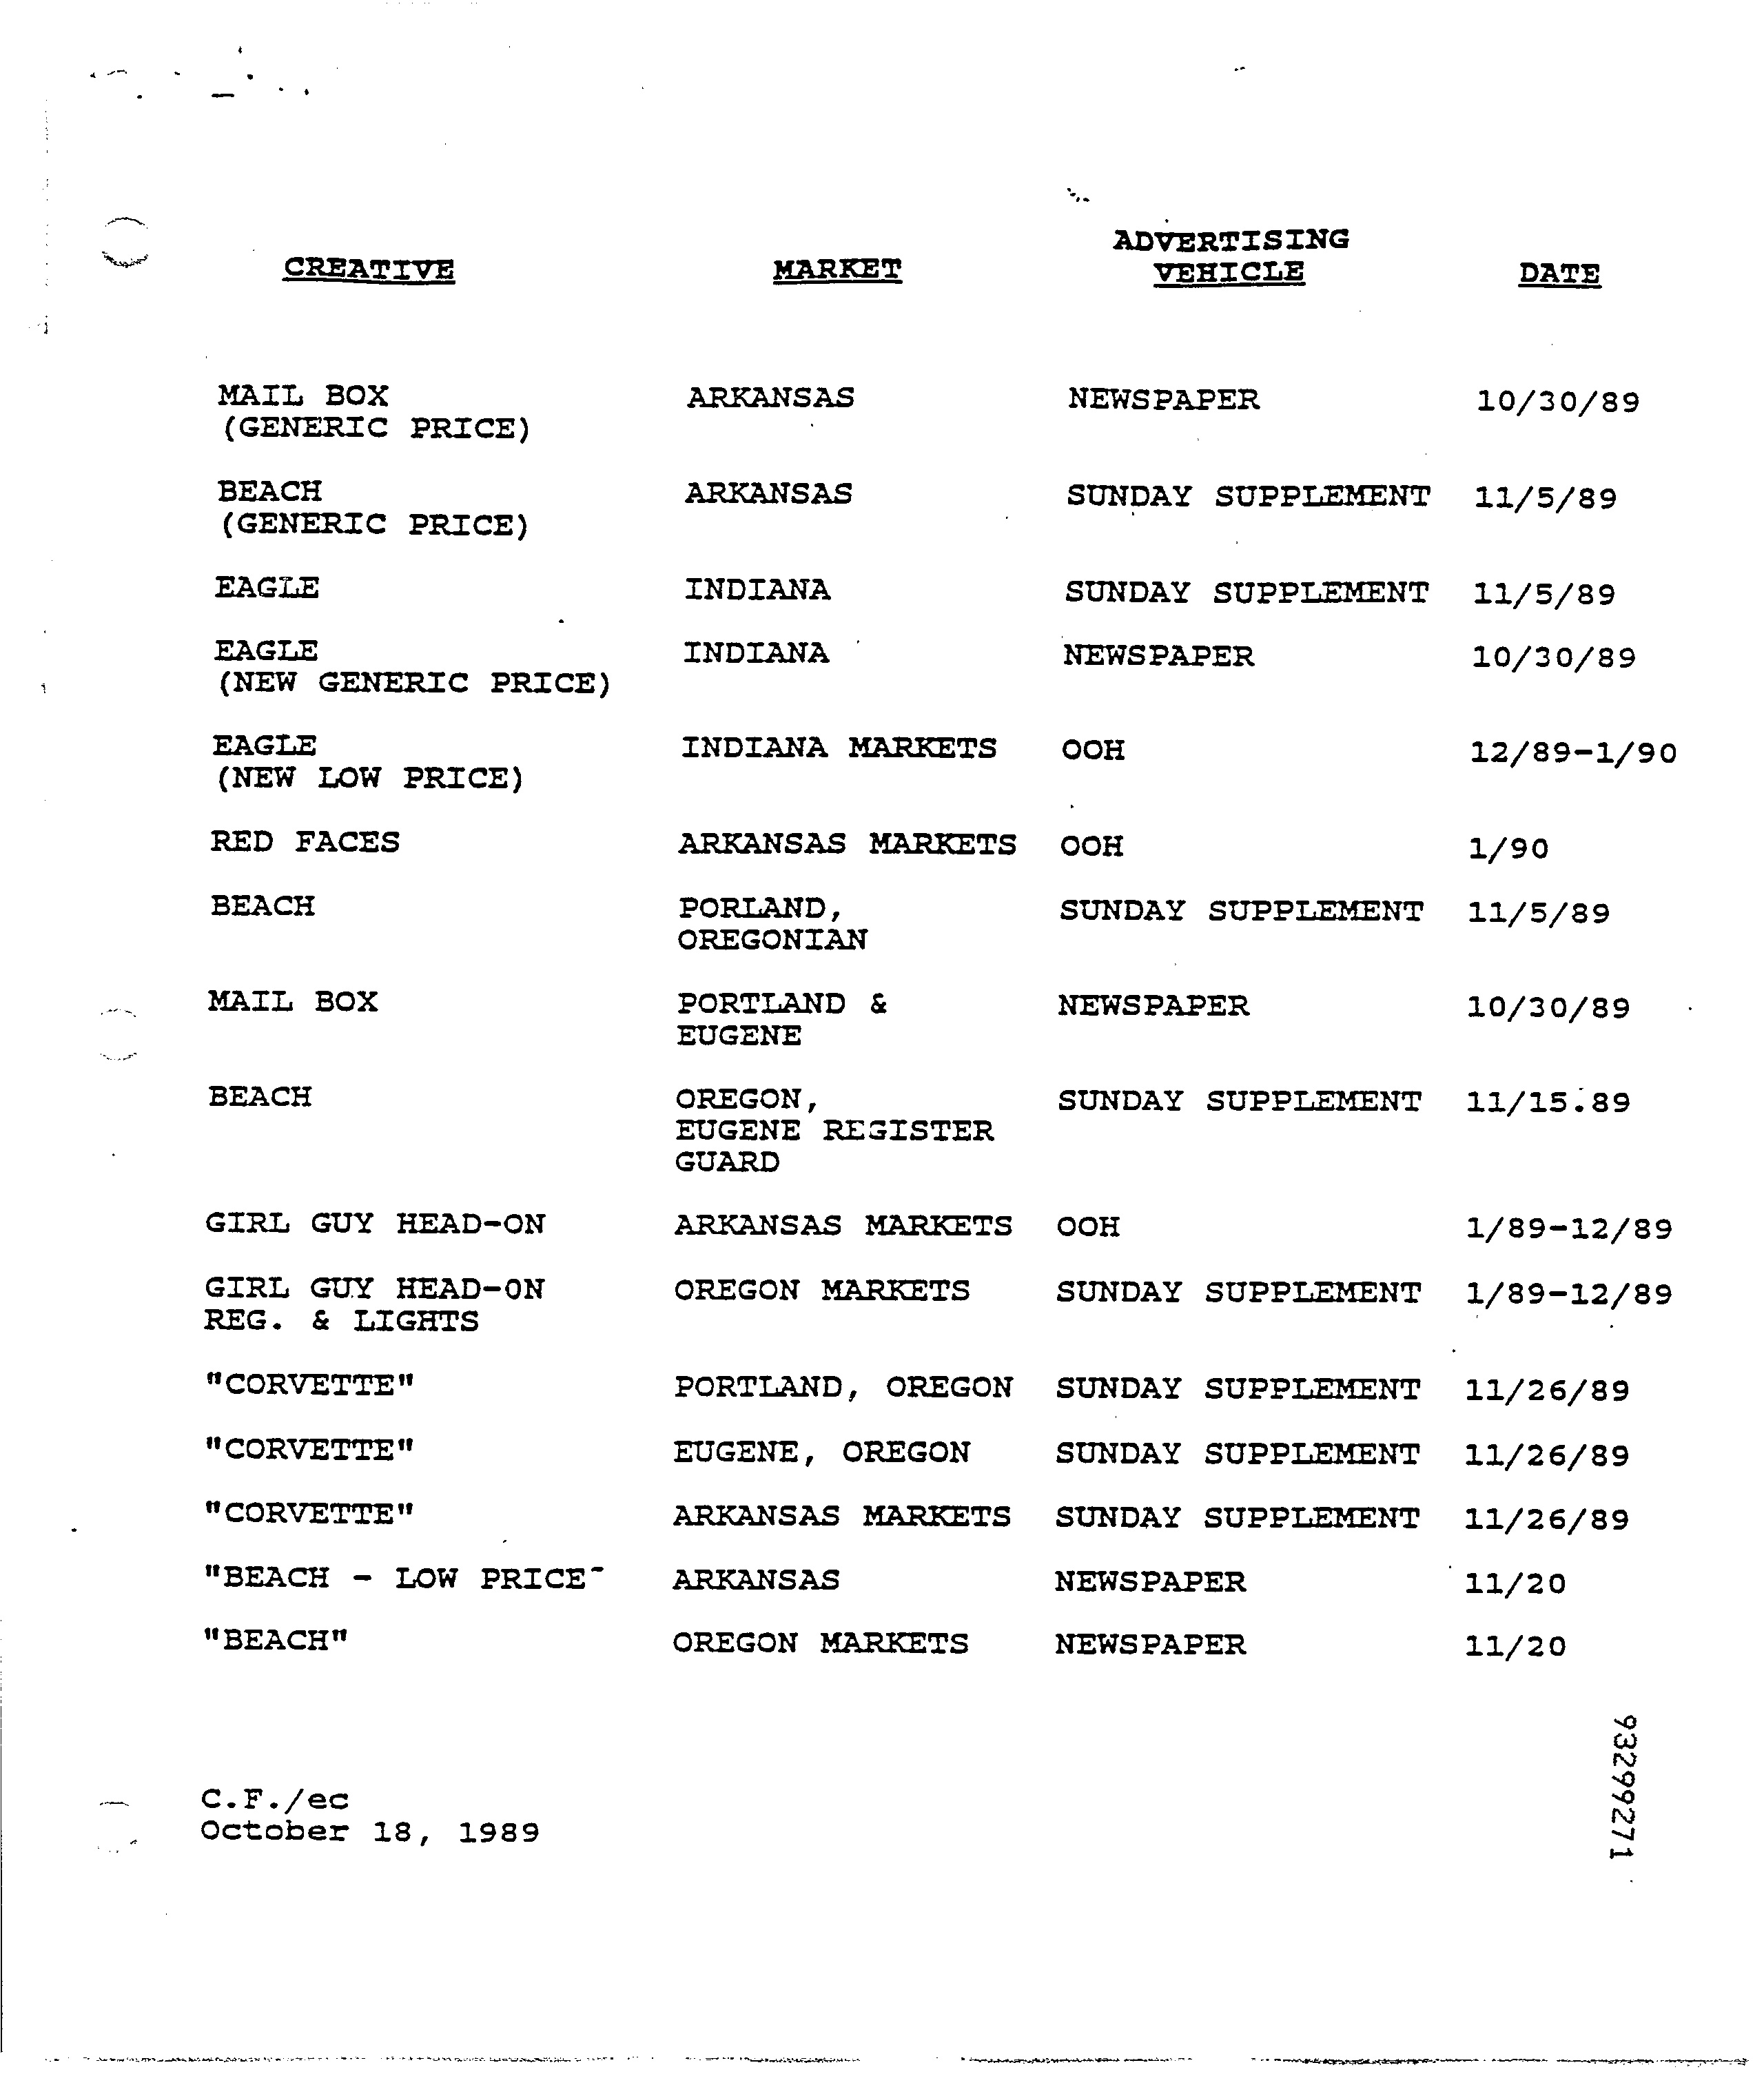 CREATIVE MARKET ADVERTISING VEHICLE DATE
MAIL BOX ARKANSAS NEWSPAPER 10/30/89
(GENERIC PRICE)
BEACH ARKANSAS SUNDAY SUPPLEMENT 11/5/89
(GENERIC PRICE)
EAGLE INDIANA SUNDAY SUPPLEMENT 11/5/89
EAGLE INDIANA NEWSPAPER 10/30/89
(NEW GENERIC PRICE)
EAGLE INDIANA MARKETS OOH 12/89-1/90
(NEW LOW PRICE)
RED FACES ARKANSAS MARKETS OOH 1/90
BEACH PORLAND, SUNDAY SUPPLEMENT 11/5/89
OREGONIAN
MAIL BOX PORTLAND & NEWSPAPER 10/30/89
EUGENE
BEACH OREGON, SUNDAY SUPPLEMENT 11/15.89
EUGENE REGISTER
GUARD
GIRL GUY HEAD-ON ARKANSAS MARKETS OOH 1/89-12/89
GIRL GUY HEAD-ON OREGON MARKETS SUNDAY SUPPLEMENT 1/89-12/89
REG. & LIGHTS
"CORVETTE" PORTLAND, OREGON SUNDAY SUPPLEMENT 11/26/89
"CORVETTE" EUGENE, OREGON SUNDAY SUPPLEMENT 11/26/89
"CORVETTE" ARKANSAS MARKETS SUNDAY SUPPLEMENT 11/26/89
"BEACH - LOW PRICE" ARKANSAS NEWSPAPER 11/20
"BEACH" OREGON MARKETS NEWSPAPER 11/20
C.F./ec
October 18, 1989
93299271